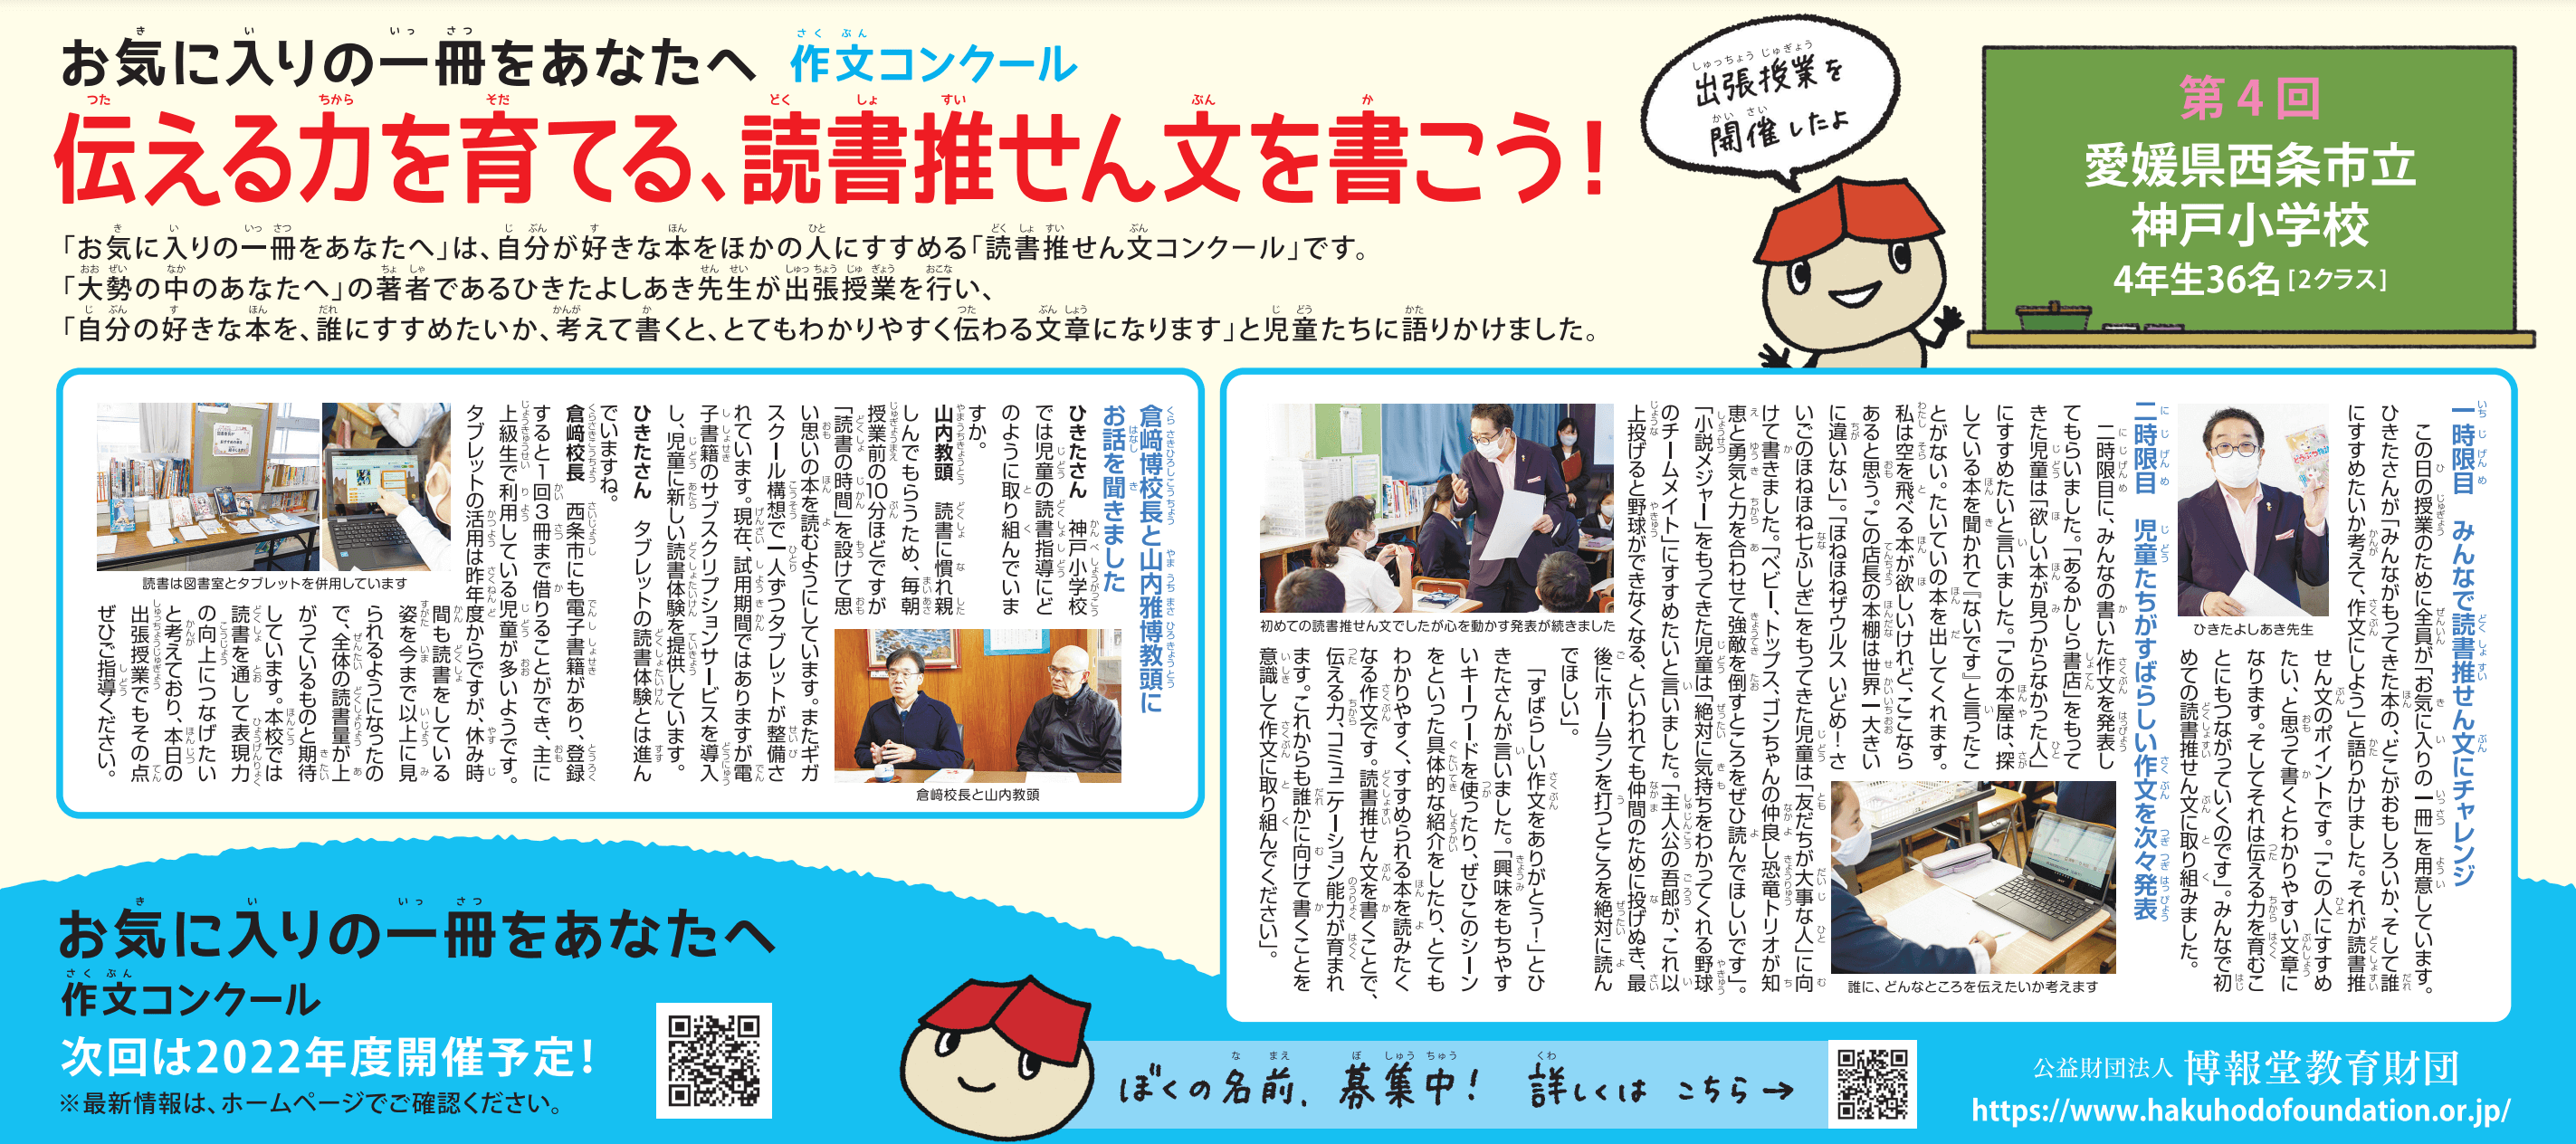 お気に入りの一冊をあなたへ 作文コンクール
伝える力を育てる、読書推せん文を書こう!
「お気に入りの一冊をあなたへ」は、自分が好きな本をほかの人にすすめる「読書推せん文コンクール」です。
「大勢の中のあなたへ」の著者であるひきたよしあき先生が出張授業を行い、
「自分の好きな本を、誰にすすめたいか、考えて書くと、とてもわかりやすく伝わる文章になります」と児童たちに語りかけました。
出張授業を
開催したよ
第4回
愛媛県西条市立
神戸小学校
4年生36名[2クラス]
一時限目 みんなで読書推せん文にチャレンジ
この日の授業のために全員が「お気に入りの一冊」を用意しています。
ひきたさんが「みんながもってきた本の、どこがおもしろいか、そして誰
にすすめたいか考えて、作文にしよう」と語りかけました。それが読書推
せん文のポイントです。「この人にすすめ
たい、と思って書くとわかりやすい文章に
なります。そしてそれは伝える力を育むこ
とにもつながっていくのです」。みんなで初
めての読書推せん文に取り組みました。
ひきたよしあき先生
二時限目 児童たちがすばらしい作文を次々発表
二時限目に、みんなの書いた作文を発表し
てもらいました。「あるかしら書店」をもって
きた児童は「欲しい本が見つからなかった人」
にすすめたいと言いました。「この本屋は、探
している本を聞かれて『ないです』と言ったこ
とがない。たいていの本を出してくれます。
私は空を飛べる本が欲しいけれど、ここなら
あると思う。この店長の本棚は世界一大きい
に違いない」。「ほねほねザウルス いどめ!さ
いごのほねほね七ふしぎ」をもってきた児童は「友だちが大事な人」に向
けて書きました。「ベビー、トップス、ゴンちゃんの仲良し恐竜トリオが知
恵と勇気と力を合わせて強敵を倒すところをぜひ読んでほしいです」。
「小説メジャー」をもってきた児童は「絶対に気持ちをわかってくれる野球
のチームメイト」にすすめたいと言いました。「主人公の吾郎が、これ以
上投げると野球ができなくなる、といわれても仲間のために投げぬき、最
後にホームランを打つところを絶対に読ん
でほしい」。
「すばらしい作文をありがとう!」とひ
きたさんが言いました。「興味をもちやす
いキーワードを使ったり、ぜひこのシーン
をといった具体的な紹介をしたり、とても
わかりやすく、すすめられる本を読みたく
なる作文です。読書推せん文を書くことで、
伝える力、コミュニケーション能力が育まれ
ます。これからも誰かに向けて書くことを
意識して作文に取り組んでください」。
初めての読書推せん文でしたが心を動かす発表が続きました
誰に、どんなところを伝えたいか考えます
倉﨑博校長と山内雅博教頭に
お話を聞きました
ひきたさん 神戸小学校
では児童の読書指導にど
のように取り組んでいま
すか。
山内教頭 読書に慣れ親
しんでもらうため、毎朝
授業前の10分ほどですが
「読書の時間」を設けて思
い思いの本を読むようにしています。またギガ
スクール構想で一人ずつタブレットが整備さ
れています。現在、試用期間ではありますが電
子書籍のサブスクリプションサービスを導入
し、児童に新しい読書体験を提供しています。
ひきたさん タブレットの読書体験とは進ん
でいますね。
倉﨑校長 西条市にも電子書籍があり、登録
すると1回3冊まで借りることができ、主に
上級生で利用している児童が多いようです。
タブレットの活用は昨年度からですが、休み時
間も読書をしている
姿を今まで以上に見
られるようになったの
で、全体の読書量が上
がっているものと期待
しています。本校では
読書を通して表現力
の向上につなげたい
と考えており、本日の
出張授業でもその点
ぜひご指導ください。
読書は図書室とタブレットを併用しています
倉﨑校長と山内教頭
お気に入りの一冊をあなたへ
作文コンクール
次回は2022年度開催予定!
※最新情報は、ホームページでご確認ください。
ぼくの名前、募集中! 詳しくは こちら→
公益財団法人 博報堂教育財団
https://www.hakuhodofoundation.or.jp/